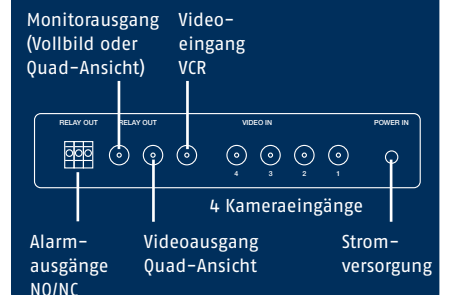 Monitorausgang
(Vollbild oder
Quad-Ansicht)
Video-
eingang
VCR
RELAY OUT
RELAY OUT
VIDEO IN
POWER IN
4 3 2 1
4 Kameraeingänge
Alarm-
ausgänge
NO/NC
Videoausgang
Quad-Ansicht
Strom-
versorgung